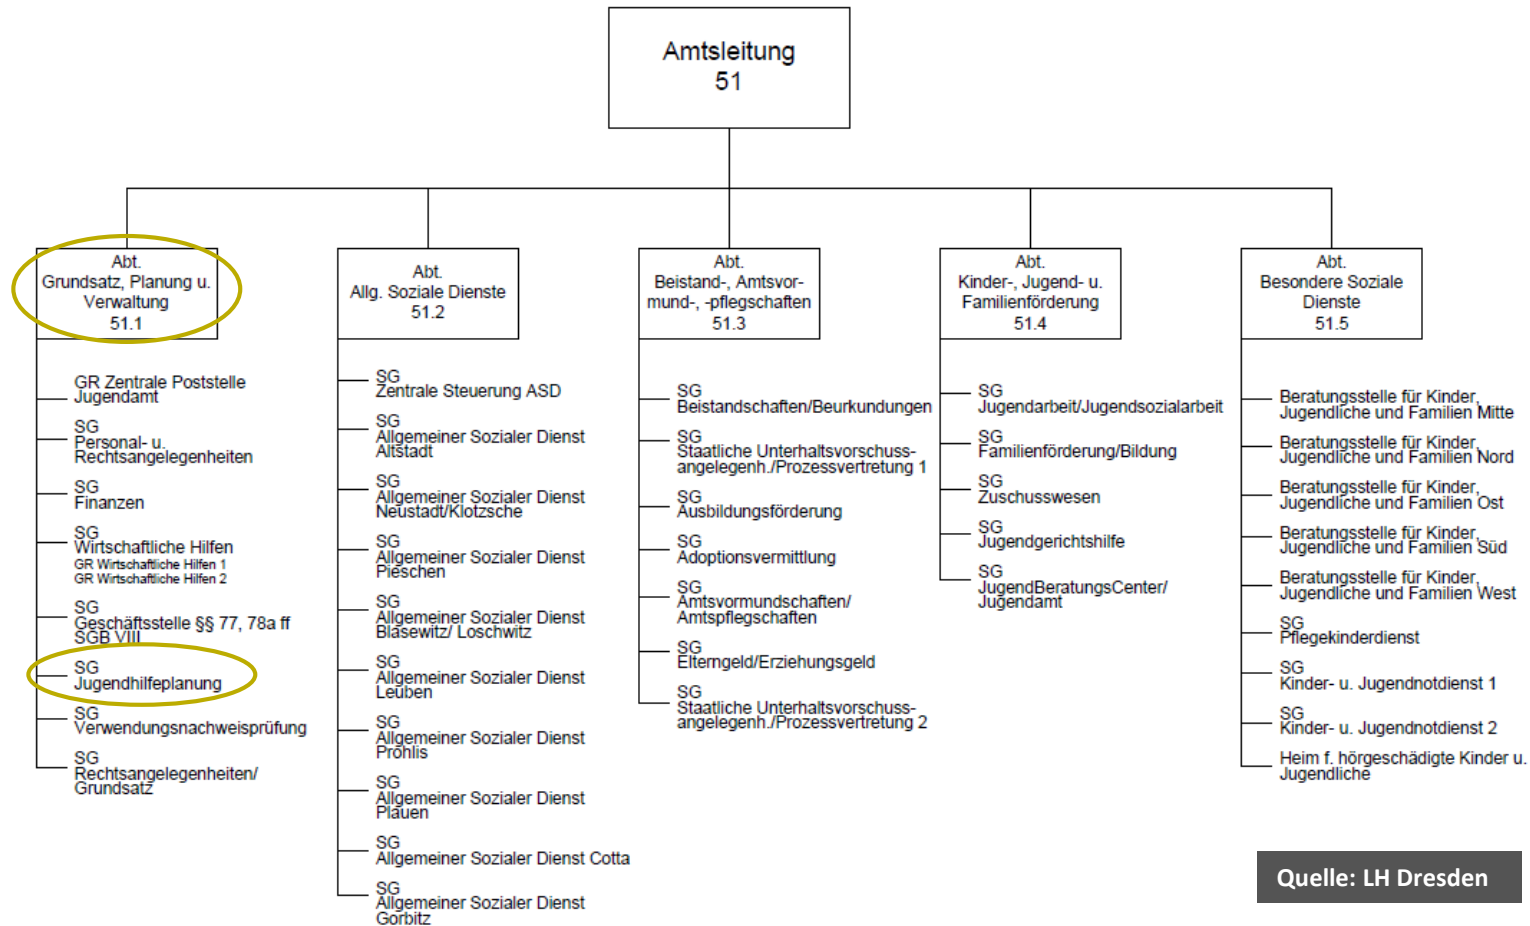 Amtsleitung
51
Abt.
Grundsatz, Planung u.
Verwaltung
51.1
GR Zentrale Poststelle
Jugendamt
SG
Personal- u.
Rechtsangelegenheiten
SG
Finanzen
SG
Wirtschaftliche Hilfen
GR Wirtschaftliche Hilfen 1
GR Wirtschaftliche Hilfen 2
SG
Geschäftsstelle §§ 77, 78a ff
SGB VIII
SG
Jugendhilfeplanung
SG
Verwendungsnachweisprüfung
SG
Rechtsangelegenheiten/
Grundsatz
Abt.
Allg. Soziale Dienste
51.2
SG
Zentrale Steuerung ASD
SG
Allgemeiner Sozialer Dienst
Altstadt
SG
Allgemeiner Sozialer Dienst
Neustadt/Klotzsche
SG
Allgemeiner Sozialer Dienst
Pieschen
SG
Allgemeiner Sozialer Dienst
Blasewitz/ Loschwitz
SG
Allgemeiner Sozialer Dienst
Leuben
SG
Allgemeiner Sozialer Dienst
Prohlis
SG
Allgemeiner Sozialer Dienst
Plauen
SG
Allgemeiner Sozialer Dienst Cotta
SG
Allgemeiner Sozialer Dienst
Gorbitz
Abt.
Beistand-, Amtsvor-
mund-, -pflegschaften
51.3
SG
Beistandschaften/Beurkundungen
SG
Staatliche Unterhaltsvorschuss-
angelegenh./Prozessvertretung 1
SG
Ausbildungsförderung
SG
Adoptionsvermittlung
SG
Amtsvormundschaften/
Amtspflegschaften
SG
Elterngeld/Erziehungsgeld
SG
Staatliche Unterhaltsvorschuss-
angelegenh./Prozessvertretung 2
Abt.
Kinder-, Jugend- u.
Familienförderung
51.4
SG
Jugendarbeit/Jugendsozialarbeit
SG
Familienförderung/Bildung
SG
Zuschusswesen
SG
Jugendgerichtshilfe
SG
JugendBeratungsCenter/
Jugendamt
Abt.
Besondere Soziale
Dienste
51.5
Beratungsstelle für Kinder,
Jugendliche und Familien Mitte
Beratungsstelle für Kinder,
Jugendliche und Familien Nord
Beratungsstelle für Kinder,
Jugendliche und Familien Ost
Beratungsstelle für Kinder,
Jugendliche und Familien Süd
Beratungsstelle für Kinder,
Jugendliche und Familien West
SG
Pflegekinderdienst
SG
Kinder- u. Jugendnotdienst 1
SG
Kinder- u. Jugendnotdienst 2
Heim f. hörgeschädigte Kinder u.
Jugendliche
Quelle: LH Dresden